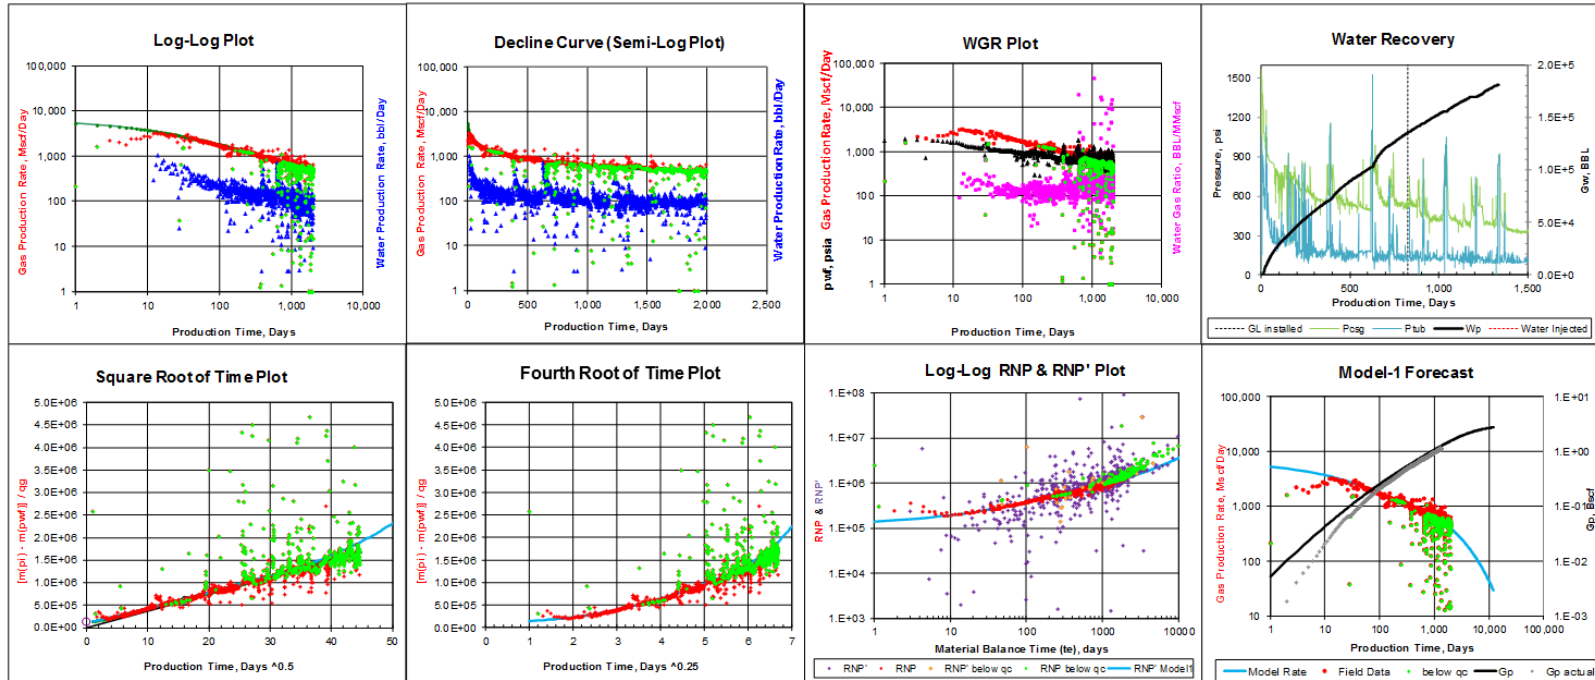 Log-Log Plot
100,000
10,000
1,000
100
10
1
1
10
100
1,000
10,000
Gas Production Rate, Mscf/Day
Water Production Rate, bbl/Day
Production Time, Days
Decline Curve (Semi-Log Plot)
100,000
10,000
1,000
100
10
1
0
500
1,000
1,500
2,000
2,500
Gas Production Rate, Mscf/Day
Water Production Rate, bbl/Day
Production Time, Days
WGR Plot
100,000
10,000
1,000
100
10
1
1
10
100
1,000
10,000
pwf, psia
Gas Production Rate, Mscf/Day
Water Gas Ratio, BBL/MMscf
Production Time, Days
Water Recovery
1500
1200
900
600
300
0
0
500
1,000
1,500
2.0E+5
1.5E+5
1.0E+5
5.0E+4
0.0E+0
Pressure, psi
Gw, BBL
Production Time, Days
GL installed
Pcsg
Ptub
Wp
Water Injected
Square Root of Time Plot
5.0E+06
4.5E+06
4.0E+06
3.5E+06
3.0E+06
2.5E+06
2.0E+06
1.5E+06
1.0E+06
5.0E+05
0.0E+00
0
10
20
30
40
50
[m(pi) - m(pwf)] / qg
Production Time, Days ^0.5
Fourth Root of Time Plot
5.0E+06
4.5E+06
4.0E+06
3.5E+06
3.0E+06
2.5E+06
2.0E+06
1.5E+06
1.0E+06
5.0E+05
0.0E+00
0
1
2
3
4
5
6
7
[m(pi) - m(pwf)] / qg
Production Time, Days ^0.25
Log-Log RNP & RNP' Plot
1.E+08
1.E+07
1.E+06
1.E+05
1.E+04
1.E+03
1
10
100
1000
10000
RNP & RNP'
Material Balance Time (te), days
RNP'
RNP
RNP' below qc
RNP below qc
RNP' Model1
Model-1 Forecast
100,000
10,000
1,000
100
10
1
10
100
1,000
10,000
100,000
1.E+01
1.E+00
1.E-01
1.E-02
1.E-03
Gas Production Rate, Mscf/Day
Gp, Bscf
Production Time, days
Model Rate
Field Data
below qc
Gp
Gp actual